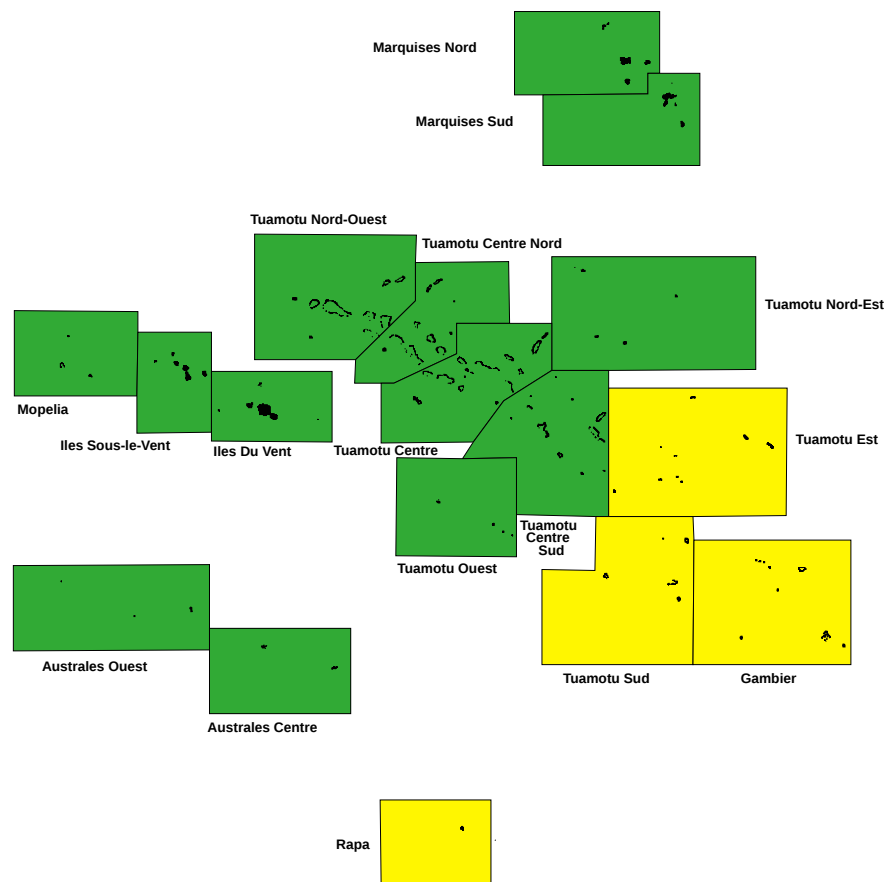 Marquises Nord
Marquises Sud
Tuamotu Nord-Ouest
Tuamotu Centre Nord
Tuamotu Nord-Est
Mopelia
Iles Sous-le-Vent
Iles Du Vent
Tuamotu Centre
Tuamotu Est
Tuamotu
Centre
Sud
Tuamotu Ouest
Australes Ouest
Tuamotu Sud
Gambier
Australes Centre
Rapa